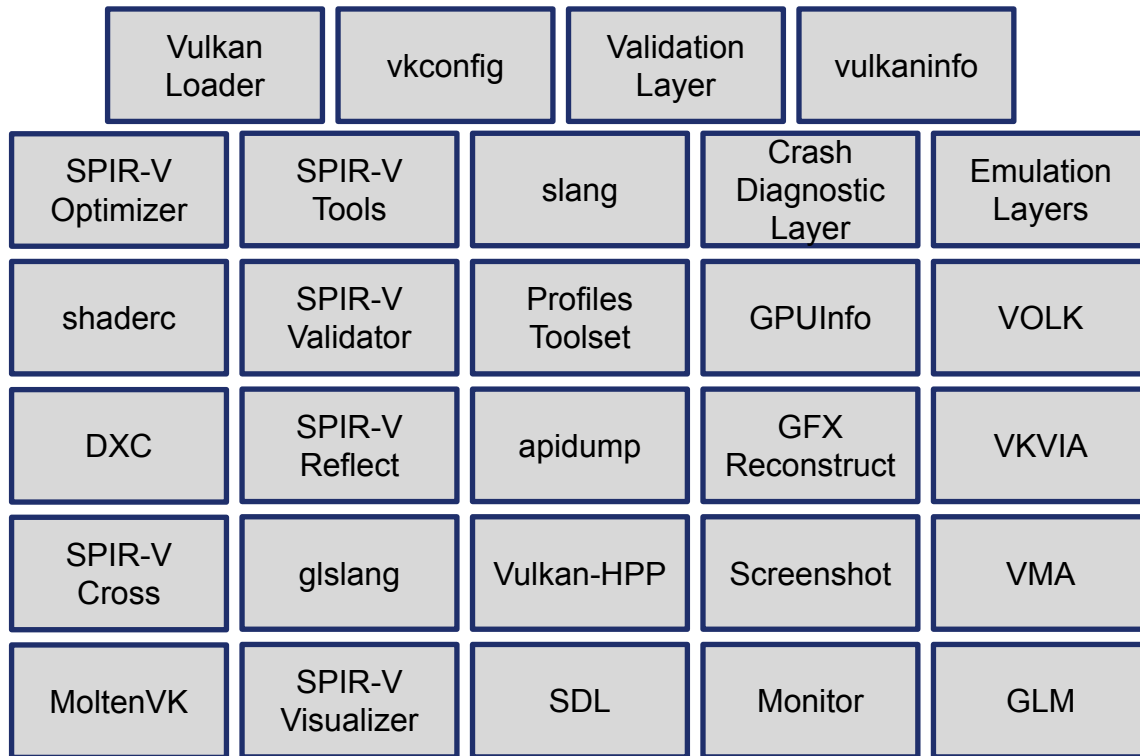 Vulkan
Loader
vkconfig
Validation
Layer
vulkaninfo
SPIR-V
Optimizer
SPIR-V
Tools
slang
Crash
Diagnostic
Layer
Emulation
Layers
shaderc
SPIR-V
Validator
Profiles
Toolset
GPUInfo
VOLK
DXC
SPIR-V
Reflect
apidump
GFX
Reconstruct
VKVIA
SPIR-V
Cross
glslang
Vulkan-HPP
Screenshot
VMA
MoltenVK
SPIR-V
Visualizer
SDL
Monitor
GLM